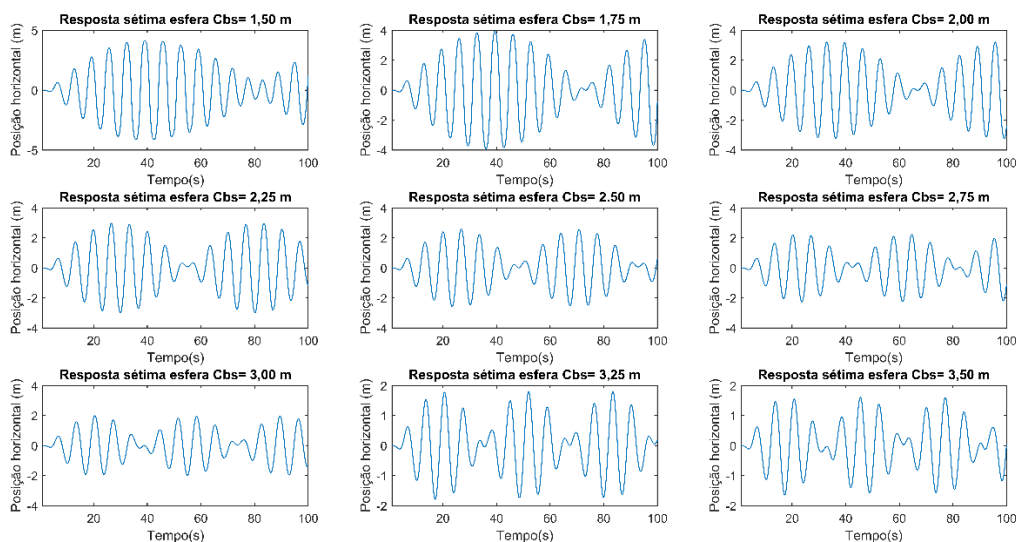 Resposta sétima esfera Cbs= 1,50 m
Posição horizontal (m)
5
0
-5
20 40 60 80 100
Tempo(s)
Resposta sétima esfera Cbs= 1,75 m
Posição horizontal (m)
4
2
0
-2
-4
20 40 60 80 100
Tempo(s)
Resposta sétima esfera Cbs= 2,00 m
Posição horizontal (m)
4
2
0
-2
-4
20 40 60 80 100
Tempo(s)
Resposta sétima esfera Cbs= 2,25 m
Posição horizontal (m)
4
2
0
-2
-4
20 40 60 80 100
Tempo(s)
Resposta sétima esfera Cbs= 2.50 m
Posição horizontal (m)
4
2
0
-2
-4
20 40 60 80 100
Tempo(s)
Resposta sétima esfera Cbs= 2,75 m
Posição horizontal (m)
4
2
0
-2
-4
20 40 60 80 100
Tempo(s)
Resposta sétima esfera Cbs= 3,00 m
Posição horizontal (m)
4
2
0
-2
-4
20 40 60 80 100
Tempo(s)
Resposta sétima esfera Cbs= 3,25 m
Posição horizontal (m)
2
1
0
-1
-2
20 40 60 80 100
Tempo(s)
Resposta sétima esfera Cbs= 3,50 m
Posição horizontal (m)
2
1
0
-1
-2
20 40 60 80 100
Tempo(s)